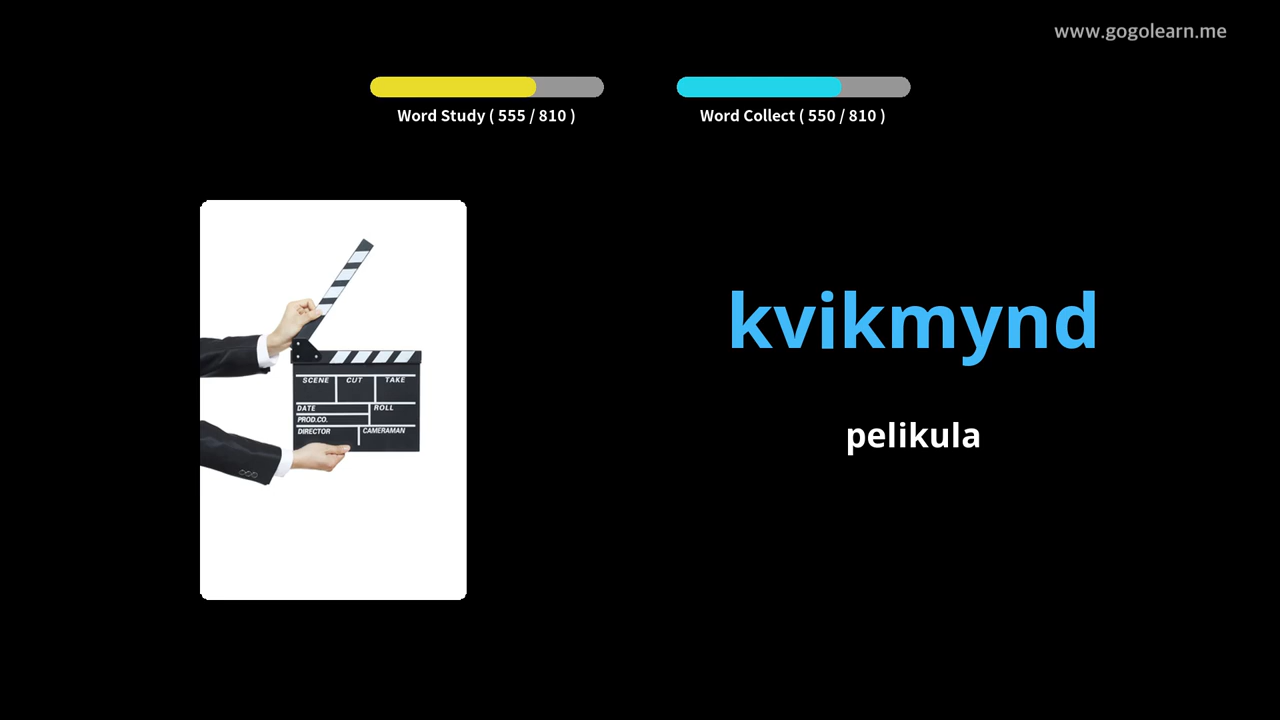 www.gogolearn.me
Word Study ( 555 / 810 )
Word Collect ( 550 / 810 )
SCENE CUT TAKE
DATE ROLL
PROD.CO.
DIRECTOR CAMERAMAN
kvikmynd
pelikula